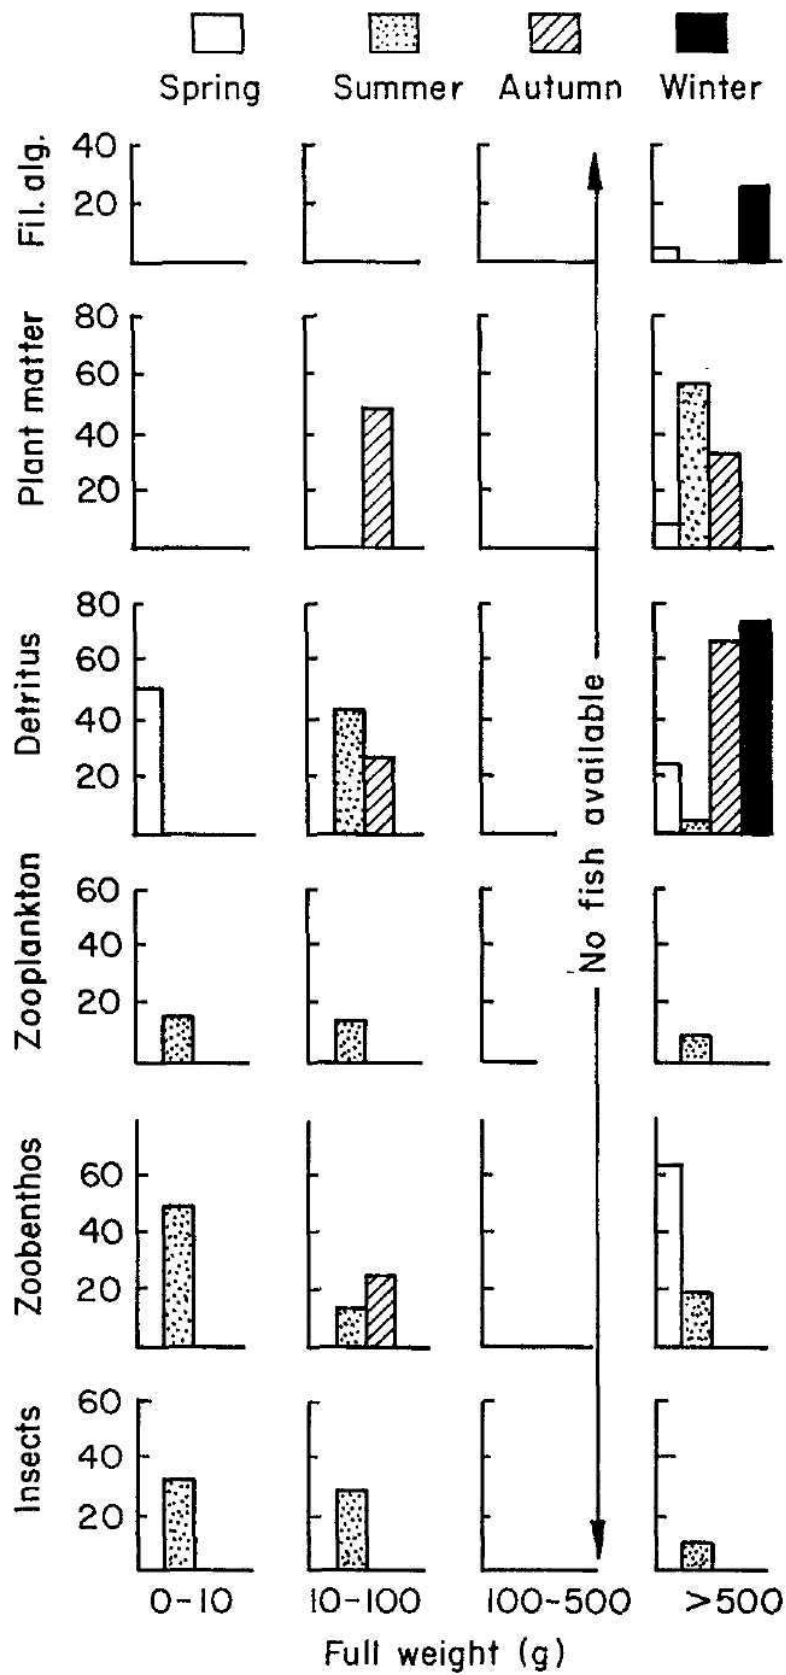 Spring Summer Autumn Winter
Fil. alg.
40
20
Plant matter
80
60
40
20
Detritus
80
60
40
20
Zooplankton
60
40
20
Zoobenthos
60
40
20
Insects
60
40
20
No fish available
0-10 10-100 100-500 >500
Full weight (g)